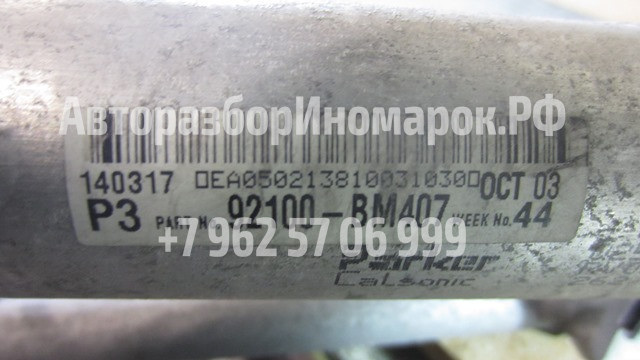 АвторазборИномарок.РФ
140317 □EA050213810031030□ OCT 03
P3 PART No. 92100-BM407 WEEK No. 44
+7 962 57 06 999
Parker
Calsonic